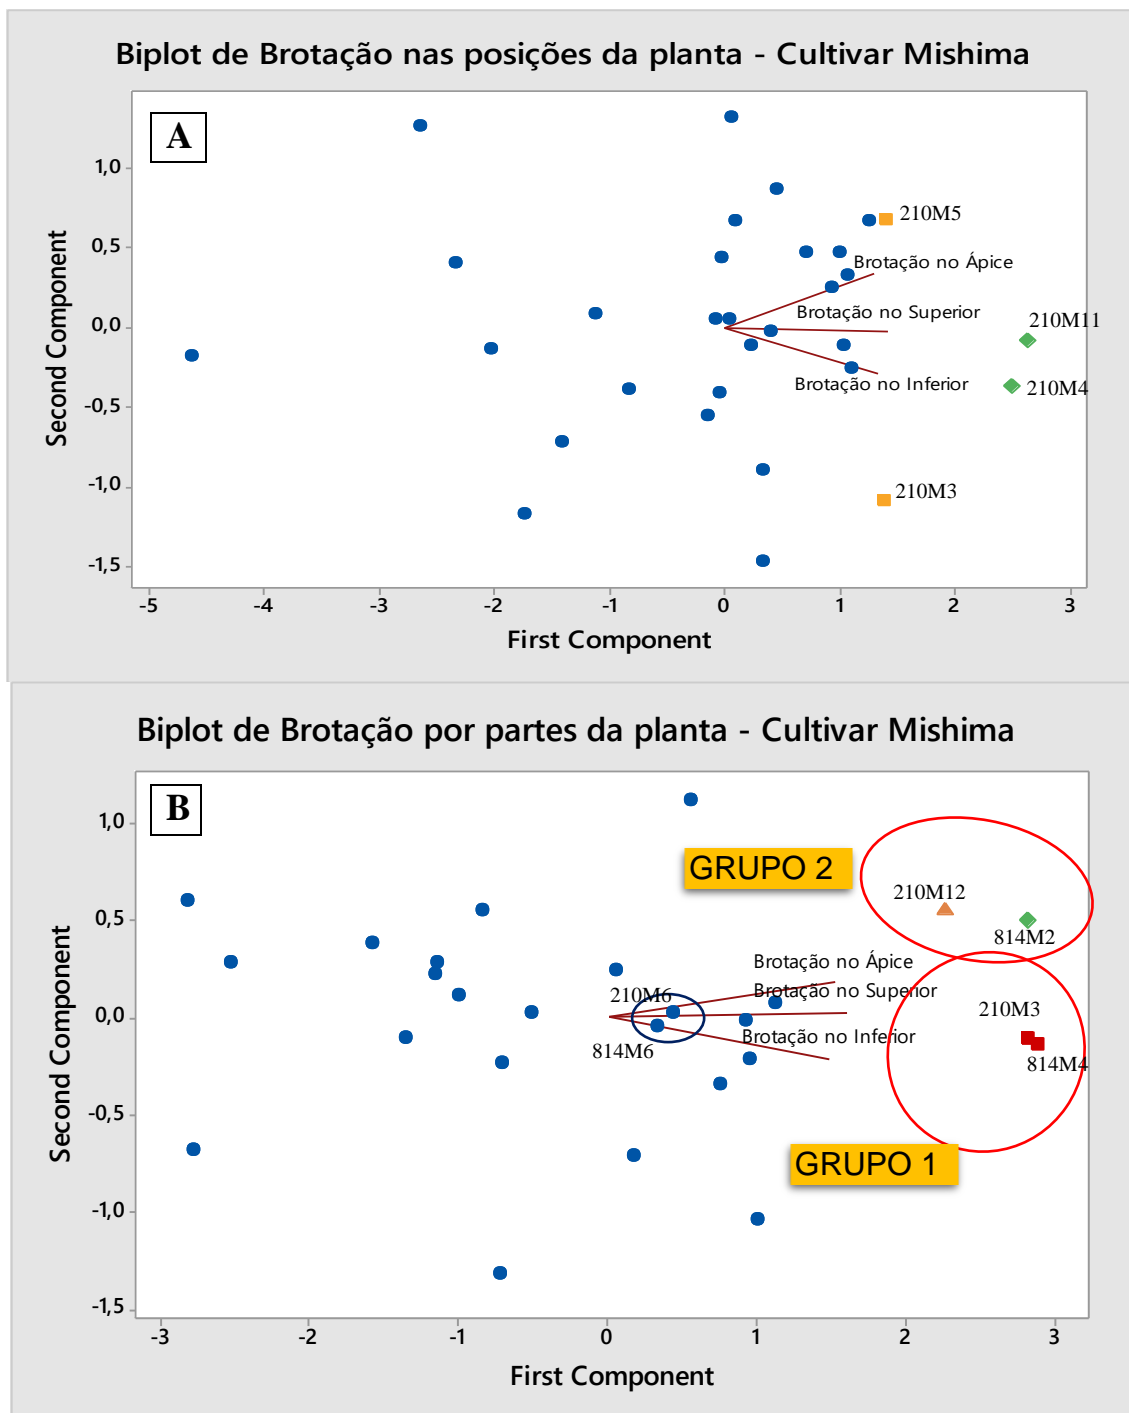 Biplot de Brotação nas posições da planta - Cultivar Mishima
A
1,0
0,5
0,0
-0,5
-1,0
-1,5
Second Component
210M5
Brotação no Ápice
Brotação no Superior
210M11
Brotação no Inferior
210M4
210M3
-5 -4 -3 -2 -1 0 1 2 3
First Component
Biplot de Brotação por partes da planta - Cultivar Mishima
B
1,0
0,5
0,0
-0,5
-1,0
-1,5
Second Component
GRUPO 2
210M12
814M2
Brotação no Ápice
210M6
Brotação no Superior
210M3
Brotação no Inferior
814M6
814M4
GRUPO 1
-3 -2 -1 0 1 2 3
First Component